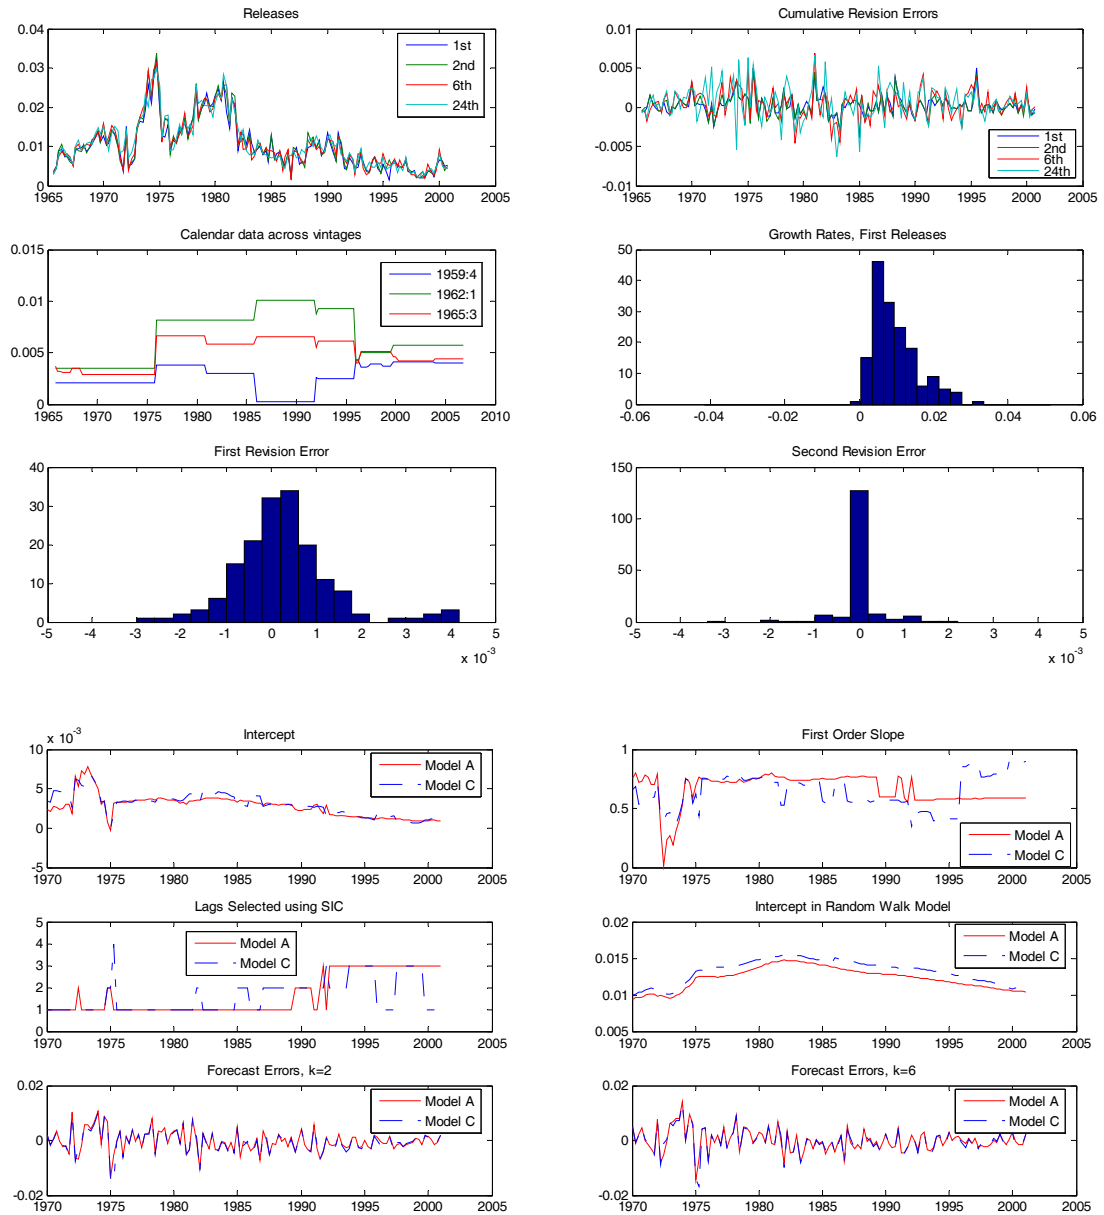 Releases
0.04
0.03
0.02
0.01
0
1965 1970 1975 1980 1985 1990 1995 2000 2005
1st
2nd
6th
24th
Cumulative Revision Errors
0.01
0.005
0
-0.005
-0.01
1965 1970 1975 1980 1985 1990 1995 2000 2005
1st
2nd
6th
24th
Calendar data across vintages
0.015
0.01
0.005
0
1965 1970 1975 1980 1985 1990 1995 2000 2005 2010
1959:4
1962:1
1965:3
Growth Rates, First Releases
50
40
30
20
10
0
-0.06 -0.04 -0.02 0 0.02 0.04 0.06
First Revision Error
40
30
20
10
0
-5 -4 -3 -2 -1 0 1 2 3 4 5
x 10-3
Second Revision Error
150
100
50
0
-5 -4 -3 -2 -1 0 1 2 3 4 5
x 10-3
x 10-3
Intercept
10
5
0
-5
1970 1975 1980 1985 1990 1995 2000 2005
Model A
Model C
First Order Slope
1
0.5
0
1970 1975 1980 1985 1990 1995 2000 2005
Model A
Model C
Lags Selected using SIC
5
4
3
2
1
0
1970 1975 1980 1985 1990 1995 2000 2005
Model A
Model C
Intercept in Random Walk Model
0.02
0.015
0.01
0.005
1970 1975 1980 1985 1990 1995 2000 2005
Model A
Model C
Forecast Errors, k=2
0.02
0
-0.02
1970 1975 1980 1985 1990 1995 2000 2005
Model A
Model C
Forecast Errors, k=6
0.02
0
-0.02
1970 1975 1980 1985 1990 1995 2000 2005
Model A
Model C